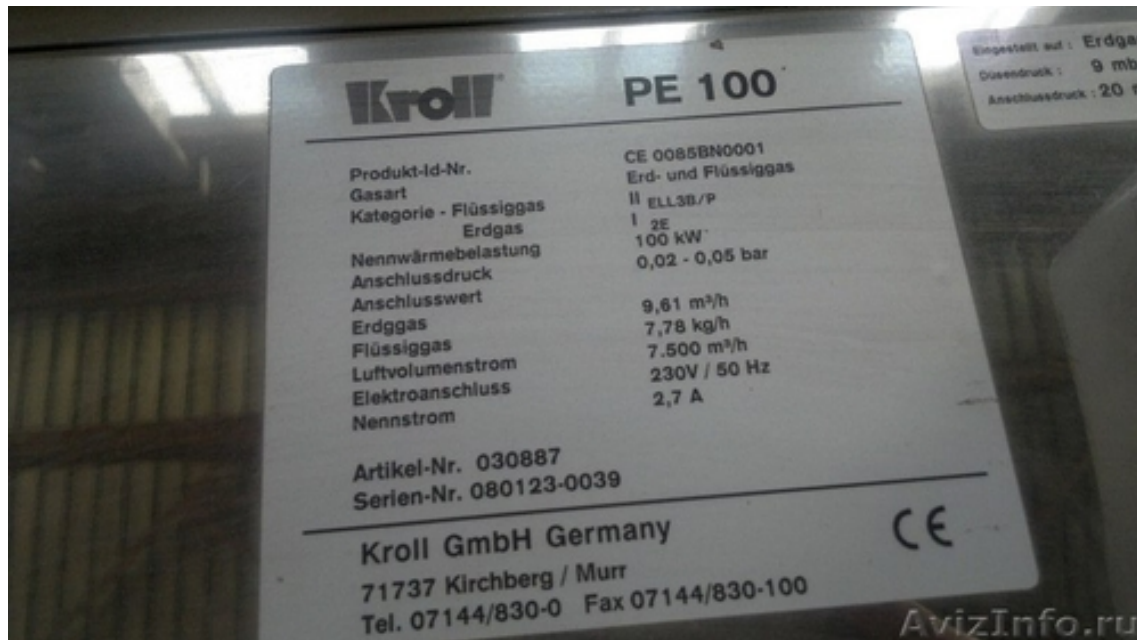 Kroll
PE 100
Produkt-Id-Nr. CE 0085BN0001
Gasart Erd- und Flüssiggas
Kategorie - Flüssiggas II ELL3B/P
Erdgas I 2E
Nennwärmebelastung 100 kW
Anschlussdruck 0,02 - 0,05 bar
Anschlusswert
Erdggas 9,61 m³/h
Flüssiggas 7,78 kg/h
Luftvolumenstrom 7.500 m³/h
Elektroanschluss 230V / 50 Hz
Nennstrom 2,7 A
Artikel-Nr. 030887
Serien-Nr. 080123-0039
Kroll GmbH Germany
71737 Kirchberg / Murr
Tel. 07144/830-0 Fax 07144/830-100
CE
Eingestellt auf : Erdga
Düsendruck : 9 mb
Anschlussdruck : 20
AvizInfo.ru